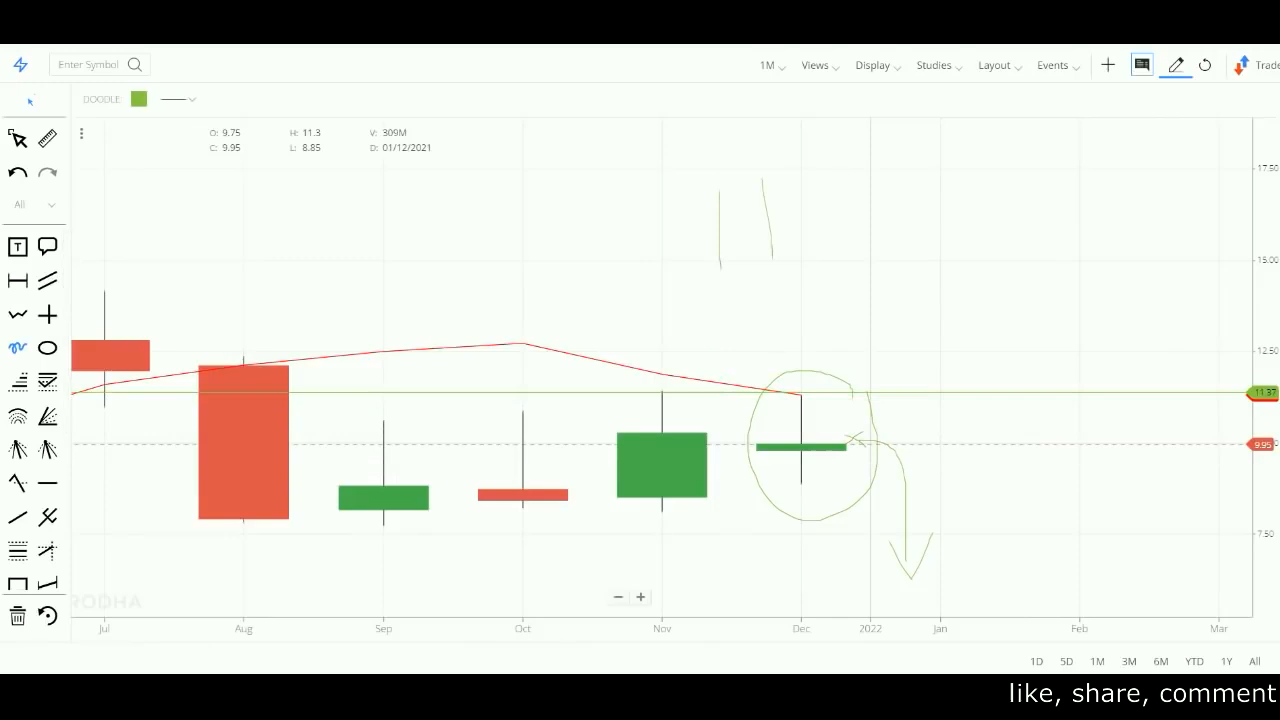 Enter Symbol
1M Views Display Studies Layout Events Trade
DOODLE:
O: 9.75 H: 11.3 V: 309M
C: 9.95 L: 8.85 D: 01/12/2021
All
17.50
15.00
12.50
11.37
9.95
7.50
RODHA
Jul Aug Sep Oct Nov Dec 2022 Jan Feb Mar
1D 5D 1M 3M 6M YTD 1Y All
like, share, comment